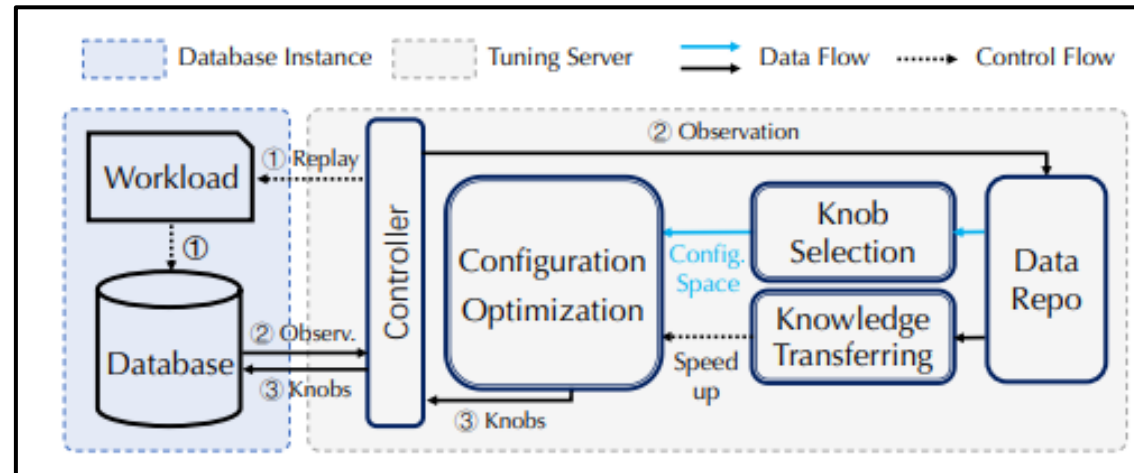 Database Instance
Tuning Server
Data Flow
Control Flow
② Observation
① Replay
Workload
①
Controller
Knob
Selection
Config.
Space
Configuration
Optimization
Data
Repo
Knowledge
Transferring
② Observ.
Database
③ Knobs
Speed
up
③ Knobs